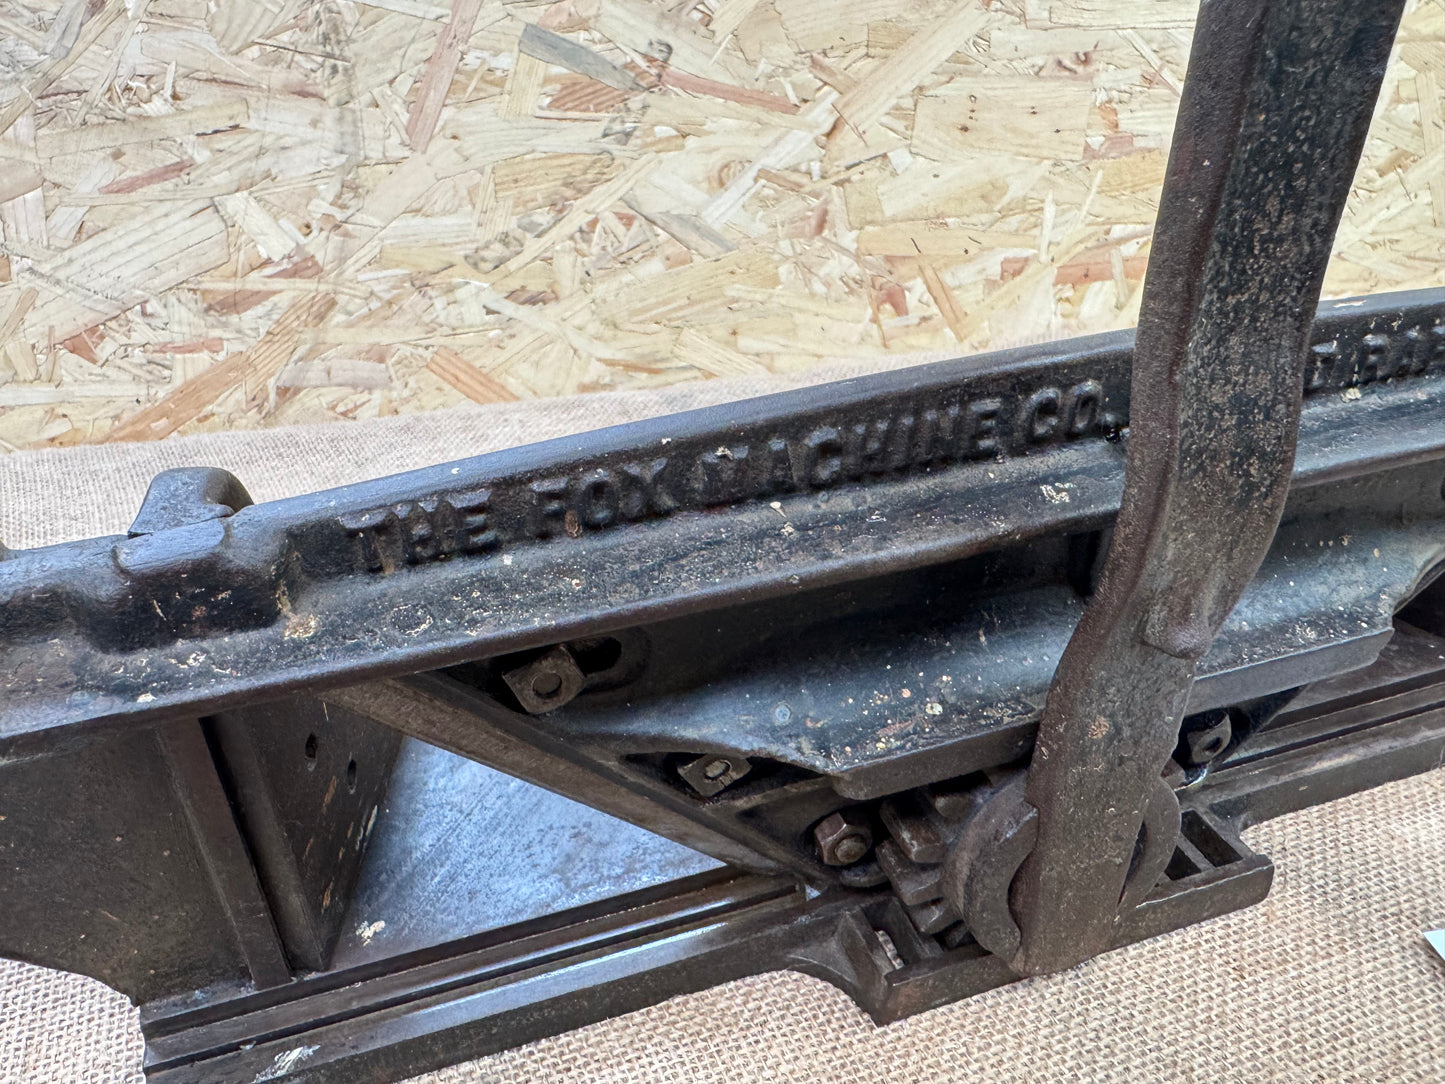 THE FOX MACHINE CO.